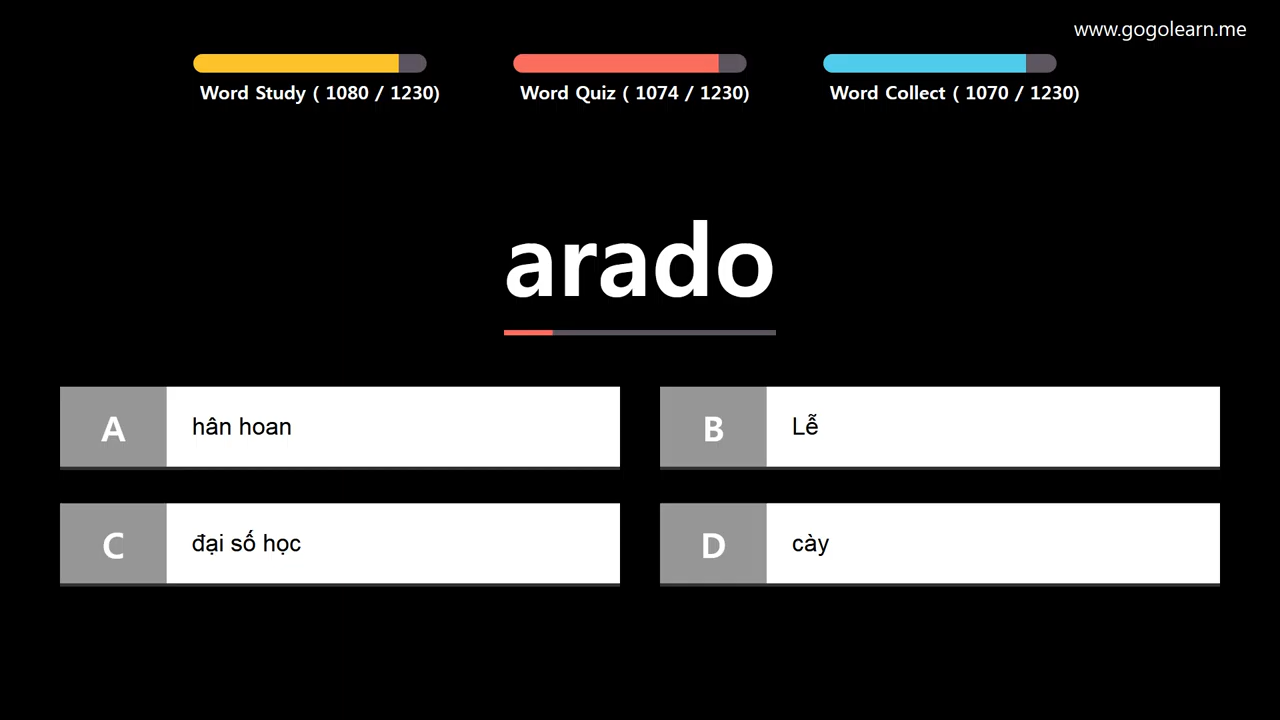 www.gogolearn.me
Word Study ( 1080 / 1230)
Word Quiz ( 1074 / 1230)
Word Collect ( 1070 / 1230)
arado
A
hân hoan
B
Lễ
C
đại số học
D
cày